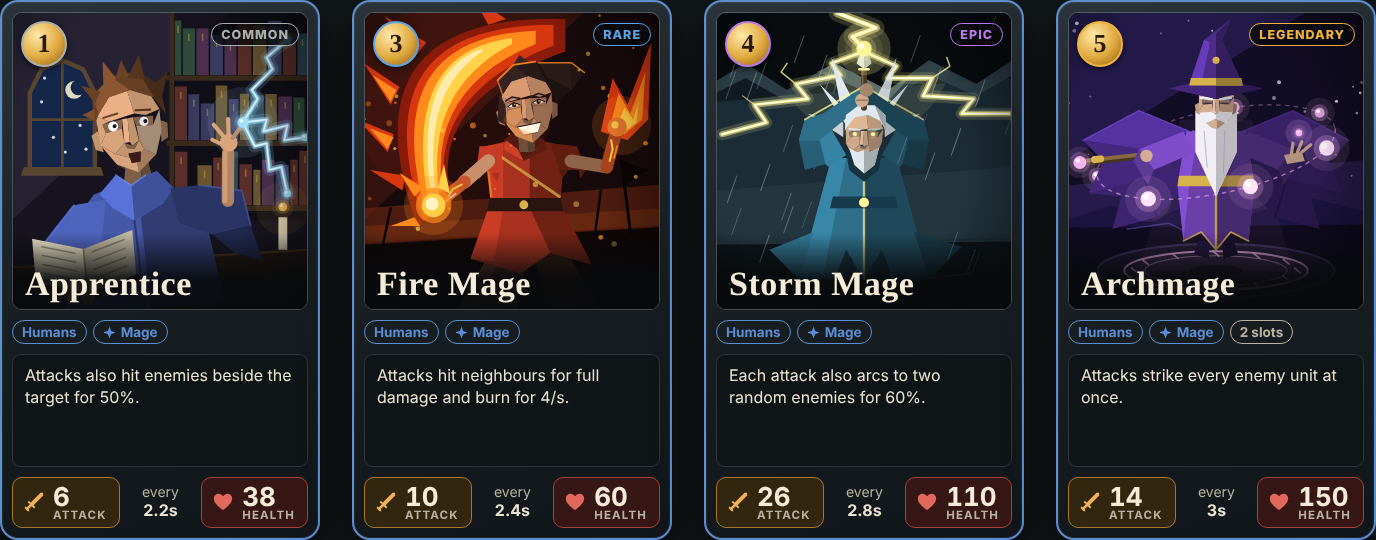 1
COMMON
Apprentice
Humans
Mage
Attacks also hit enemies beside the
target for 50%.
6
ATTACK
every
2.2s
38
HEALTH
3
RARE
Fire Mage
Humans
Mage
Attacks hit neighbours for full
damage and burn for 4/s.
10
ATTACK
every
2.4s
60
HEALTH
4
EPIC
Storm Mage
Humans
Mage
Each attack also arcs to two
random enemies for 60%.
26
ATTACK
every
2.8s
110
HEALTH
5
LEGENDARY
Archmage
Humans
Mage
2 slots
Attacks strike every enemy unit at
once.
14
ATTACK
every
3s
150
HEALTH